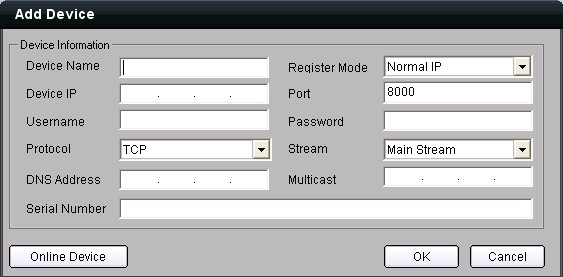 Add Device
Device Information
Device Name Register Mode Normal IP
Device IP . . . Port 8000
Username Password
Protocol TCP Stream Main Stream
DNS Address . . . Multicast . . .
Serial Number
Online Device OK Cancel